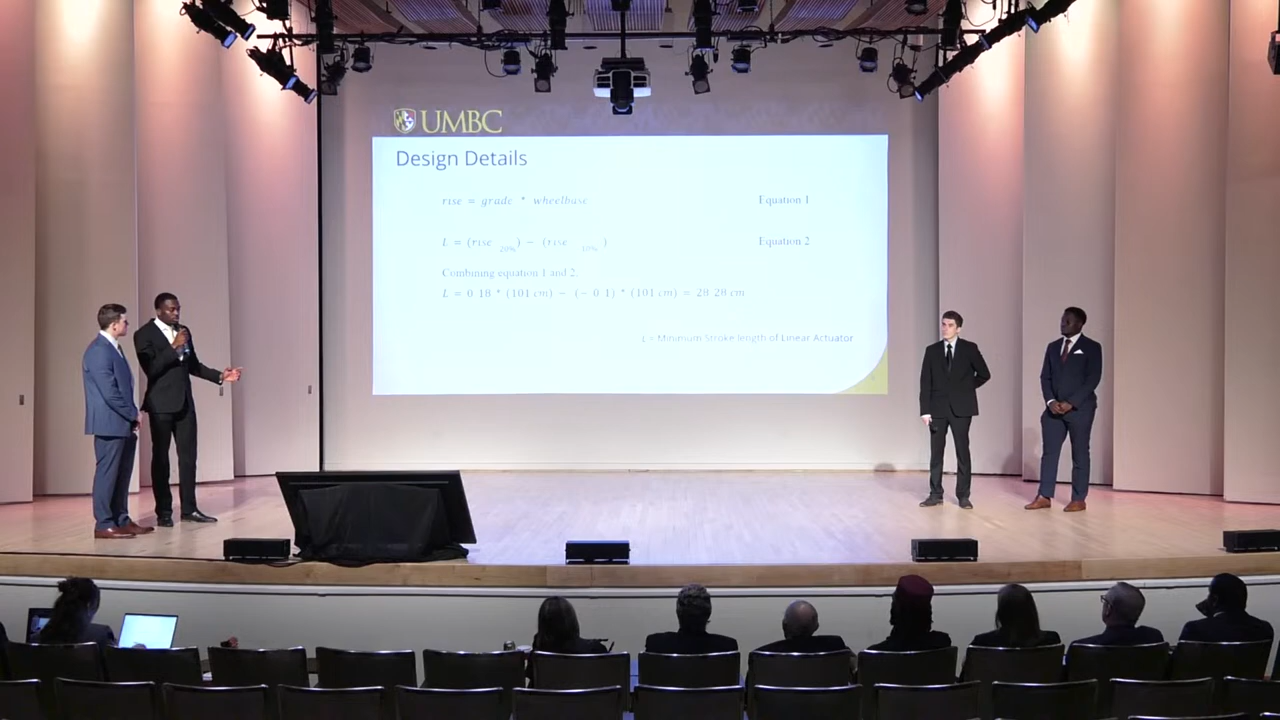 UMBC
Design Details
rise = grade * wheelbase Equation 1
L = (rise 20%) − (rise 10%) Equation 2
Combining equation 1 and 2,
L = 0 18 * (101 cm) − (− 0 1) * (101 cm) = 28 28 cm
L = Minimum Stroke length of Linear Actuator